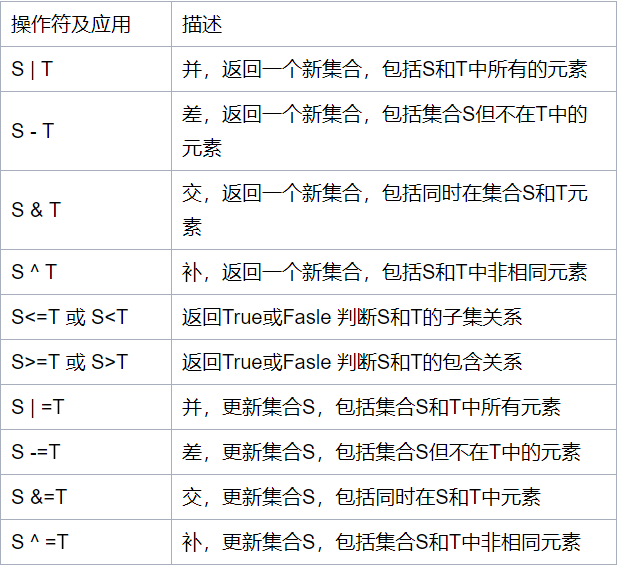 操作符及应用 描述
S | T 并，返回一个新集合，包括S和T中所有的元素
S - T 差，返回一个新集合，包括集合S但不在T中的
元素
S & T 交，返回一个新集合，包括同时在集合S和T元
素
S ^ T 补，返回一个新集合，包括S和T中非相同元素
S<=T 或 S<T 返回True或Fasle 判断S和T的子集关系
S>=T 或 S>T 返回True或Fasle 判断S和T的包含关系
S | =T 并，更新集合S，包括集合S和T中所有元素
S -=T 差，更新集合S，包括集合S但不在T中的元素
S &=T 交，更新集合S，包括同时在S和T中元素
S ^ =T 补，更新集合S，包括集合S和T中非相同元素